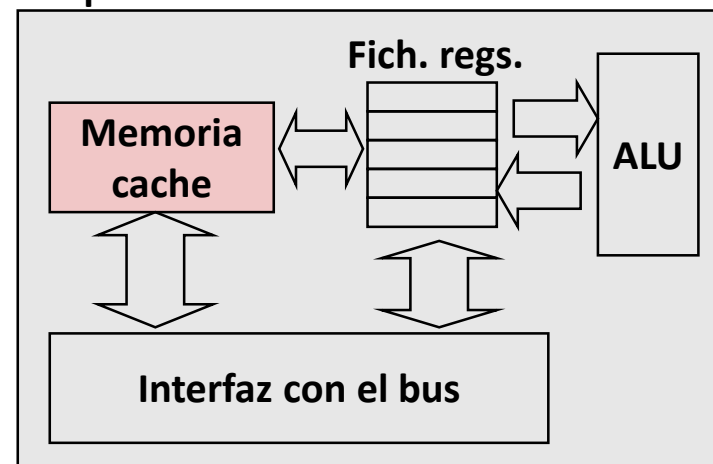 Fich. regs.
Memoria
cache
ALU
Interfaz con el bus